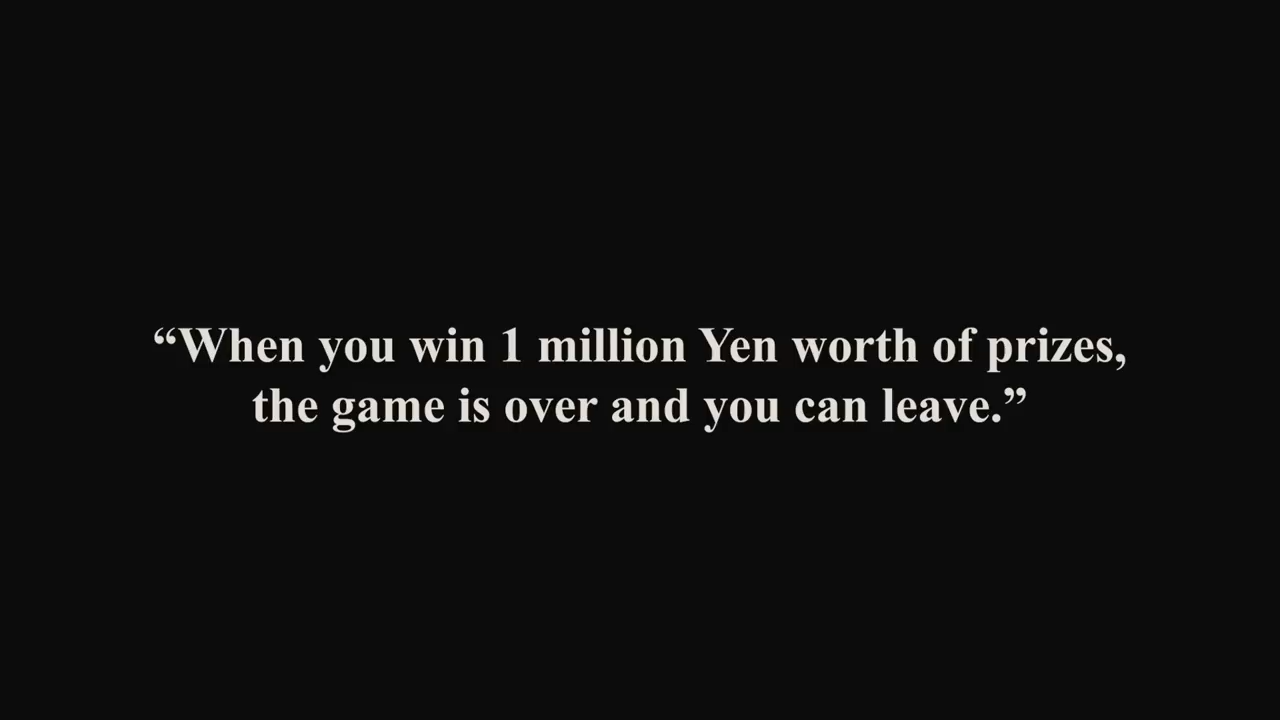 “When you win 1 million Yen worth of prizes,
the game is over and you can leave.”